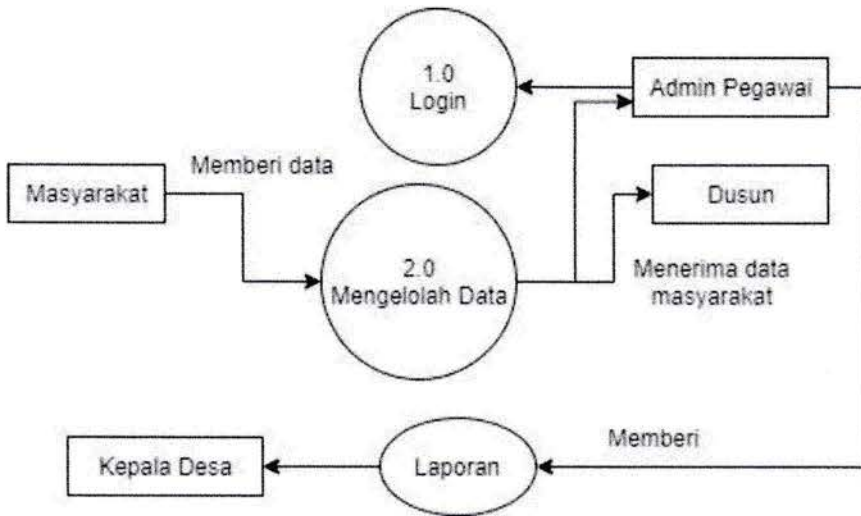 1.0
Login
Admin Pegawai
Memberi data
Masyarakat
Dusun
2.0
Mengelolah Data
Menerima data
masyarakat
Memberi
Kepala Desa
Laporan